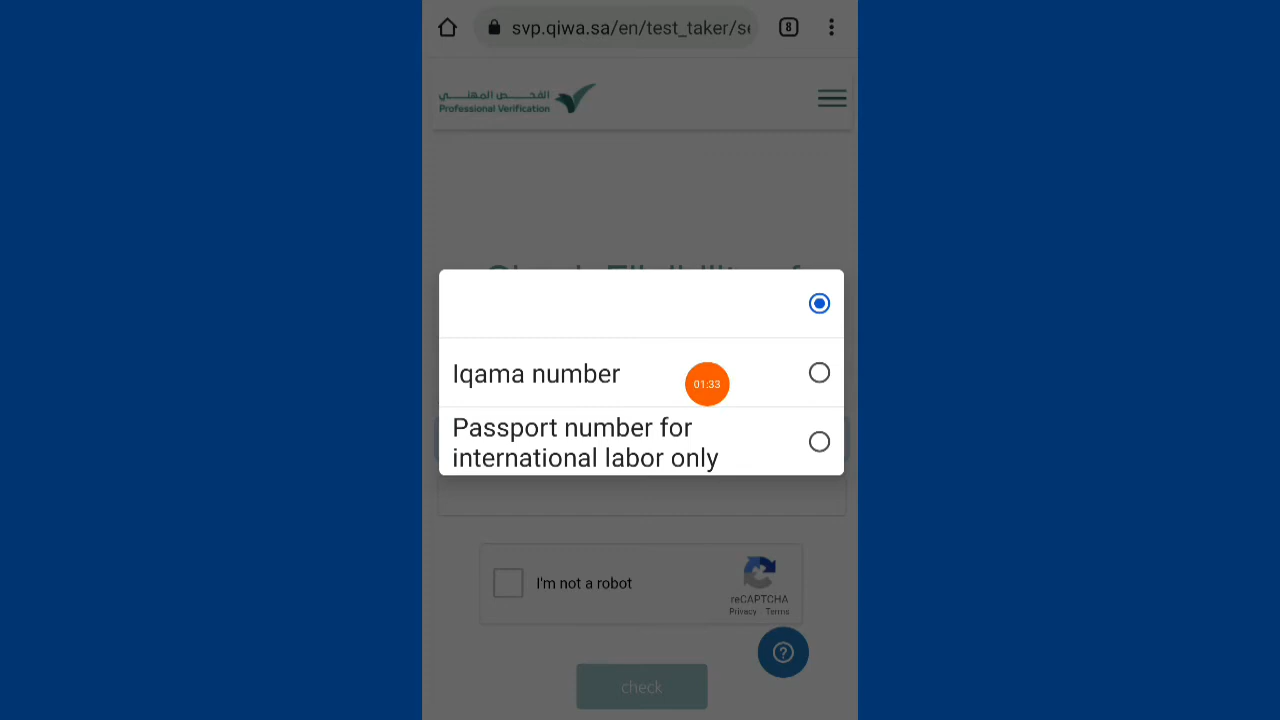 svp.qiwa.sa/en/test_taker/se
8
الفحص المهني
Professional Verification
Iqama number
01:33
Passport number for
international labor only
I'm not a robot
reCAPTCHA
Privacy - Terms
check